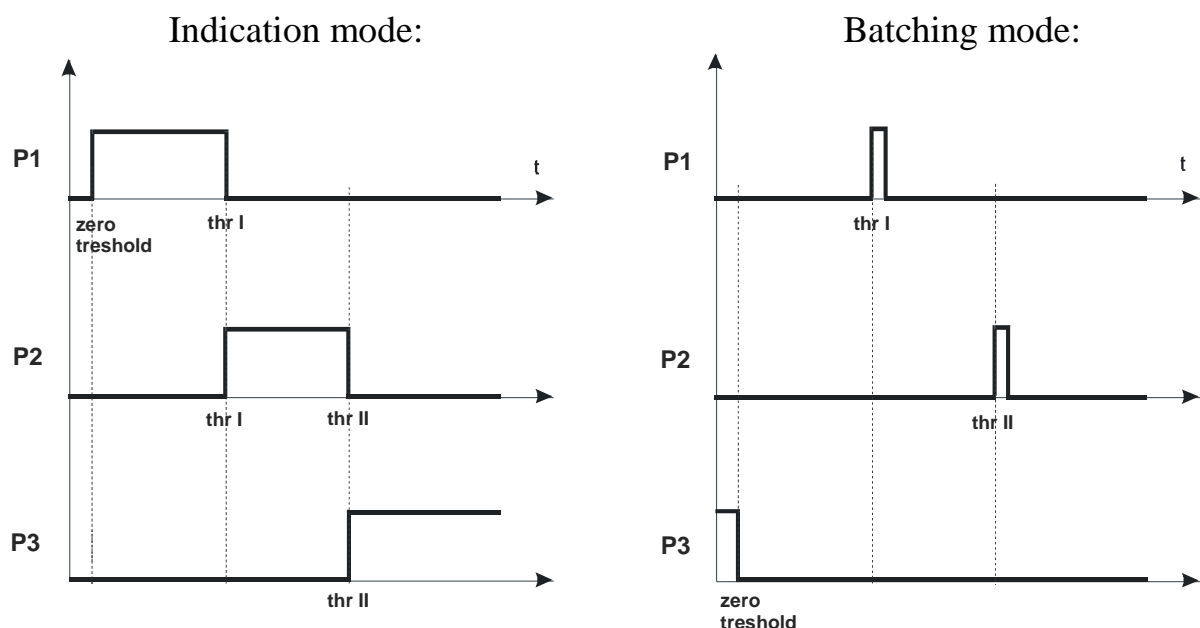 Indication mode:
P1
t
zero
treshold
thr I
P2
thr I
thr II
P3
thr II
Batching mode:
P1
t
thr I
P2
thr II
P3
zero
treshold